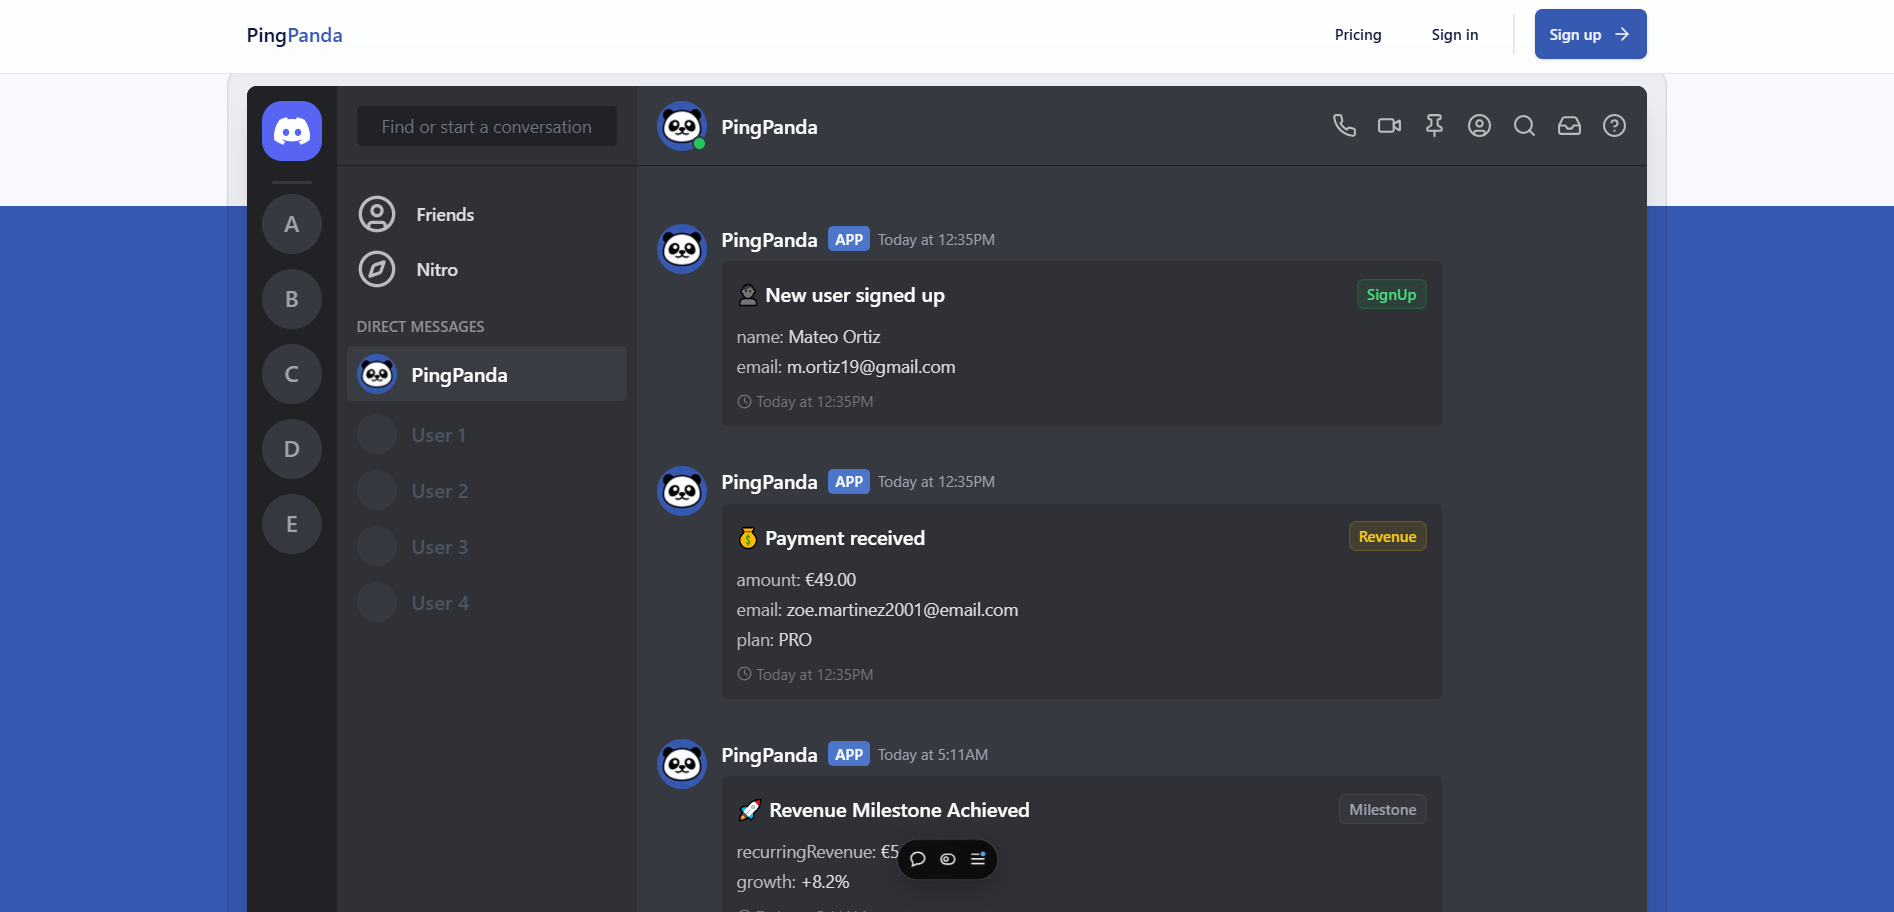 PingPanda
Pricing
Sign in
Sign up
Find or start a conversation
PingPanda
A
B
C
D
E
Friends
Nitro
DIRECT MESSAGES
PingPanda
User 1
User 2
User 3
User 4
PingPanda APP Today at 12:35PM
New user signed up
SignUp
name: Mateo Ortiz
email: m.ortiz19@gmail.com
Today at 12:35PM
PingPanda APP Today at 12:35PM
Payment received
Revenue
amount: €49.00
email: zoe.martinez2001@email.com
plan: PRO
Today at 12:35PM
PingPanda APP Today at 5:11AM
Revenue Milestone Achieved
Milestone
recurringRevenue: €5
growth: +8.2%